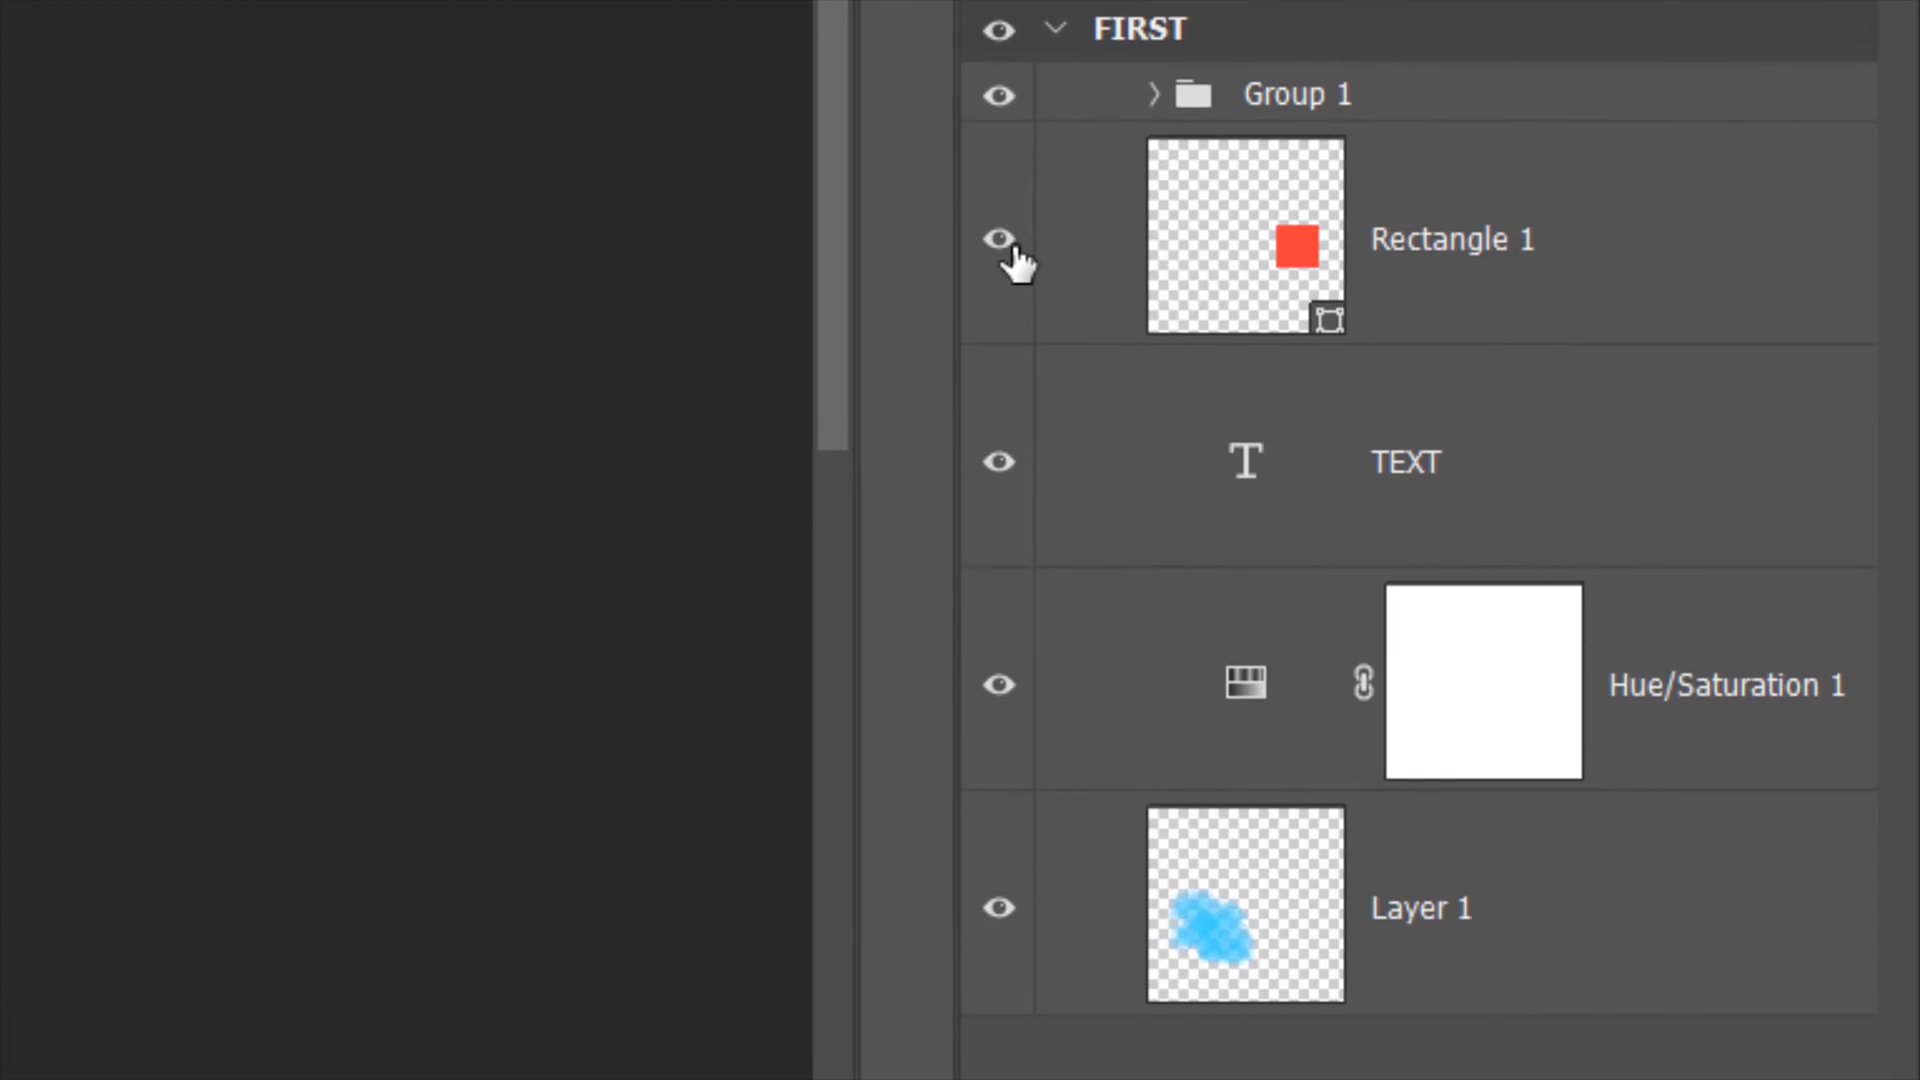 FIRST
Group 1
Rectangle 1
TEXT
Hue/Saturation 1
Layer 1